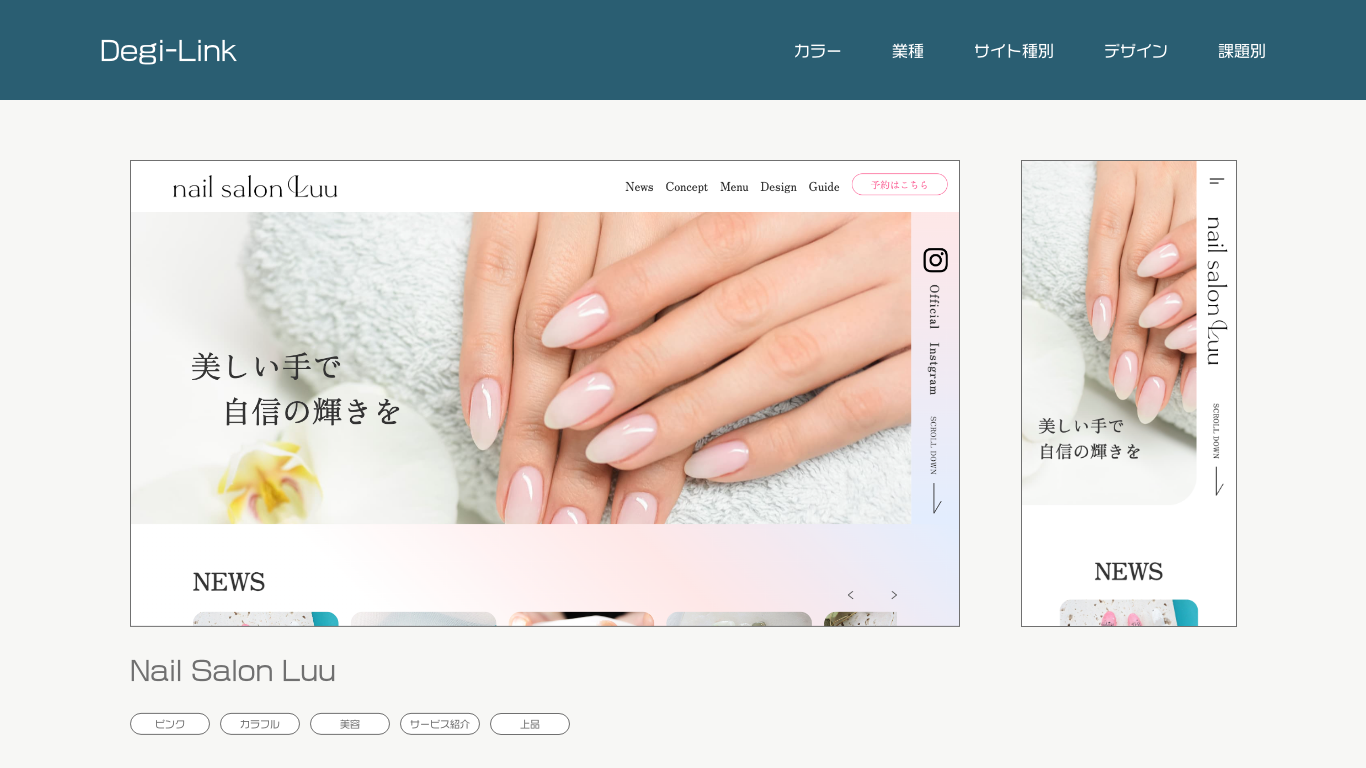 Degi-Link
カラー 業種 サイト種別 デザイン 課題別
nail salon Luu
News Concept Menu Design Guide 予約はこちら
美しい手で
自信の輝きを
Official Instgram
SCROLL DOWN
NEWS
nail salon Luu
SCROLL DOWN
美しい手で
自信の輝きを
NEWS
Nail Salon Luu
ピンク カラフル 美容 サービス紹介 上品